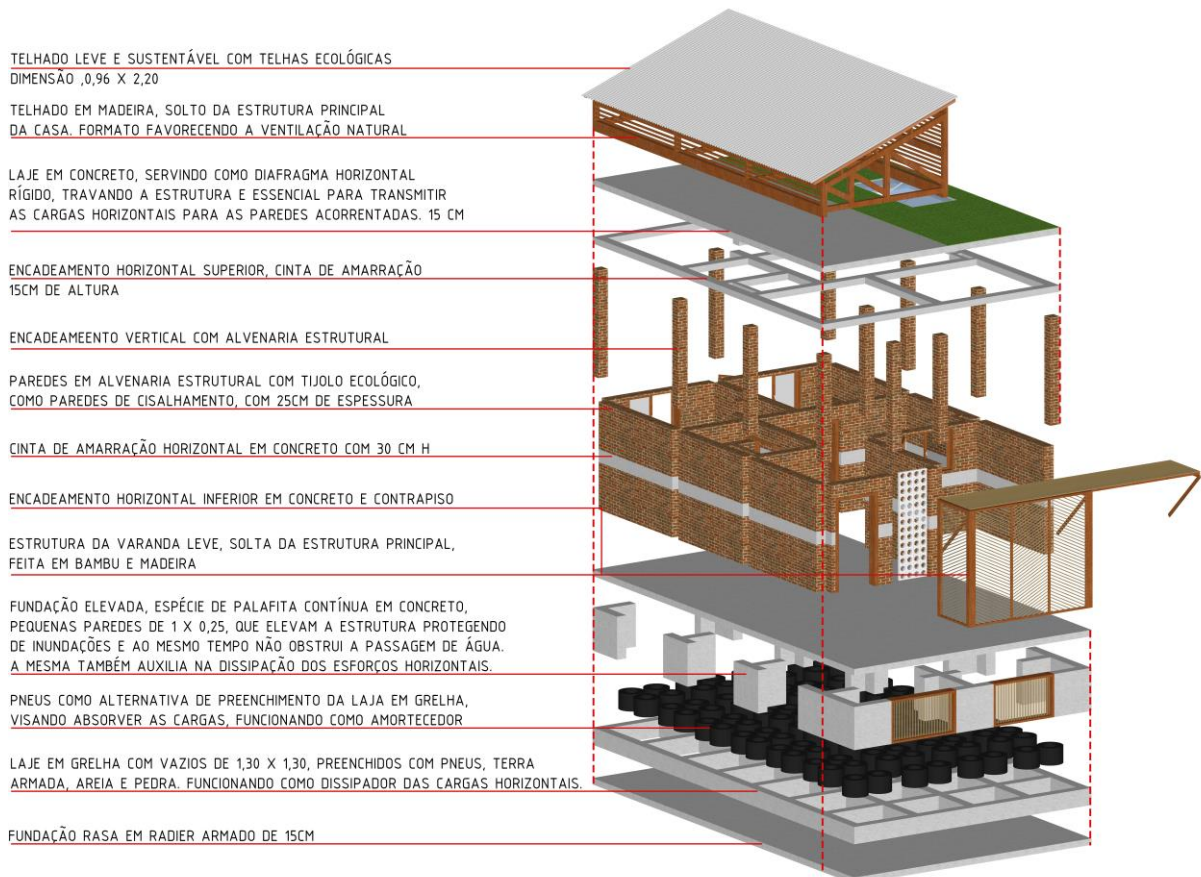 TELHADO LEVE E SUSTENTÁVEL COM TELHAS ECOLÓGICAS
DIMENSÃO ,0,96 X 2,20
TELHADO EM MADEIRA, SOLTO DA ESTRUTURA PRINCIPAL
DA CASA. FORMATO FAVORECENDO A VENTILAÇÃO NATURAL
LAJE EM CONCRETO, SERVINDO COMO DIAFRAGMA HORIZONTAL
RÍGIDO, TRAVANDO A ESTRUTURA E ESSENCIAL PARA TRANSMITIR
AS CARGAS HORIZONTAIS PARA AS PAREDES ACORRENTADAS. 15 CM
ENCADEAMENTO HORIZONTAL SUPERIOR, CINTA DE AMARRAÇÃO
15CM DE ALTURA
ENCADEEAMENTO VERTICAL COM ALVENARIA ESTRUTURAL
PAREDES EM ALVENARIA ESTRUTURAL COM TIJOLO ECOLÓGICO,
COMO PAREDES DE CISALHAMENTO, COM 25CM DE ESPESSURA
CINTA DE AMARRAÇÃO HORIZONTAL EM CONCRETO COM 30 CM H
ENCADEAMENTO HORIZONTAL INFERIOR EM CONCRETO E CONTRAPISO
ESTRUTURA DA VARANDA LEVE, SOLTA DA ESTRUTURA PRINCIPAL,
FEITA EM BAMBU E MADEIRA
FUNDAÇÃO ELEVADA, ESPÉCIE DE PALAFITA CONTÍNUA EM CONCRETO,
PEQUENAS PAREDES DE 1 X 0,25, QUE ELEVAM A ESTRUTURA PROTEGENDO
DE INUNDAÇÕES E AO MESMO TEMPO NÃO OBSTRUI A PASSAGEM DE ÁGUA.
A MESMA TAMBÉM AUXILIA NA DISSIPAÇÃO DOS ESFORÇOS HORIZONTAIS.
PNEUS COMO ALTERNATIVA DE PREENCHIMENTO DA LAJA EM GRELHA,
VISANDO ABSORVER AS CARGAS, FUNCIONANDO COMO AMORTECEDOR
LAJE EM GRELHA COM VAZIOS DE 1,30 X 1,30, PREENCHIDOS COM PNEUS, TERRA
ARMADA, AREIA E PEDRA. FUNCIONANDO COMO DISSIPADOR DAS CARGAS HORIZONTAIS.
FUNDAÇÃO RASA EM RADIER ARMADO DE 15CM